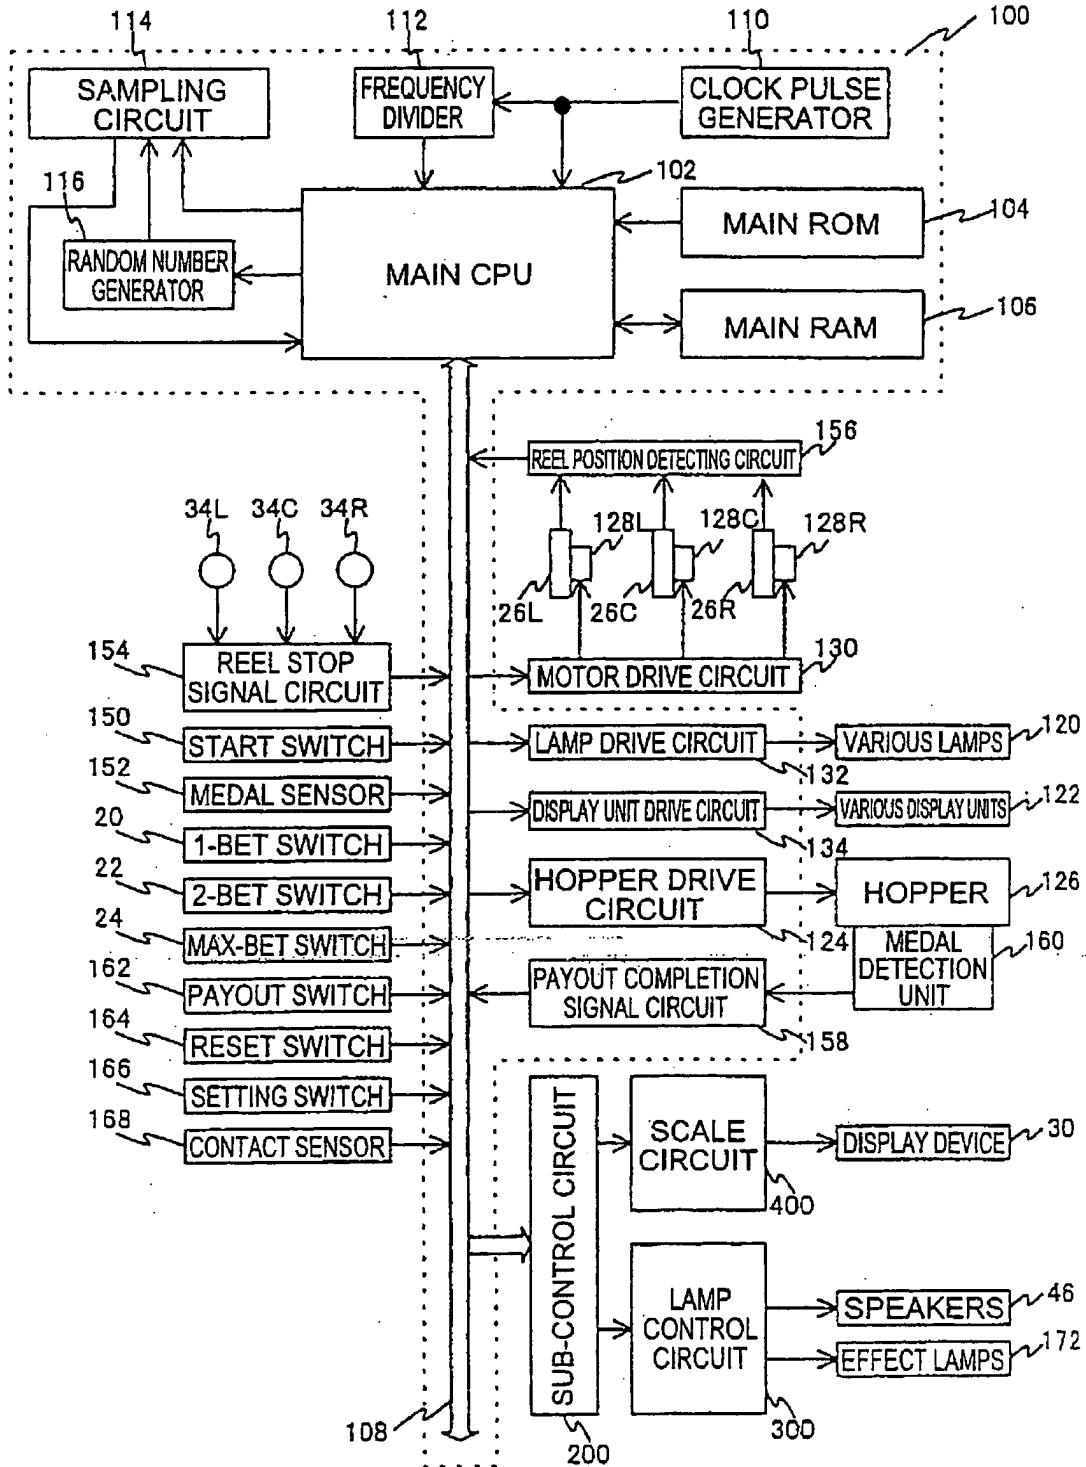 114
112
110
100
SAMPLING
CIRCUIT
FREQUENCY
DIVIDER
CLOCK PULSE
GENERATOR
116
102
RANDOM NUMBER
GENERATOR
MAIN CPU
MAIN ROM
104
MAIN RAM
106
REEL POSITION DETECTING CIRCUIT
156
34L
34C
34R
128L
128C
128R
26L
26C
26R
154
REEL STOP
SIGNAL CIRCUIT
MOTOR DRIVE CIRCUIT
130
150
START SWITCH
LAMP DRIVE CIRCUIT
132
VARIOUS LAMPS
120
152
MEDAL SENSOR
DISPLAY UNIT DRIVE CIRCUIT
134
VARIOUS DISPLAY UNITS
122
20
1-BET SWITCH
22
2-BET SWITCH
HOPPER DRIVE
CIRCUIT
124
HOPPER
126
24
MAX-BET SWITCH
MEDAL
DETECTION
UNIT
160
162
PAYOUT SWITCH
PAYOUT COMPLETION
SIGNAL CIRCUIT
158
164
RESET SWITCH
166
SETTING SWITCH
168
CONTACT SENSOR
SUB-CONTROL CIRCUIT
200
SCALE
CIRCUIT
400
DISPLAY DEVICE
30
LAMP
CONTROL
CIRCUIT
300
SPEAKERS
46
EFFECT LAMPS
172
108